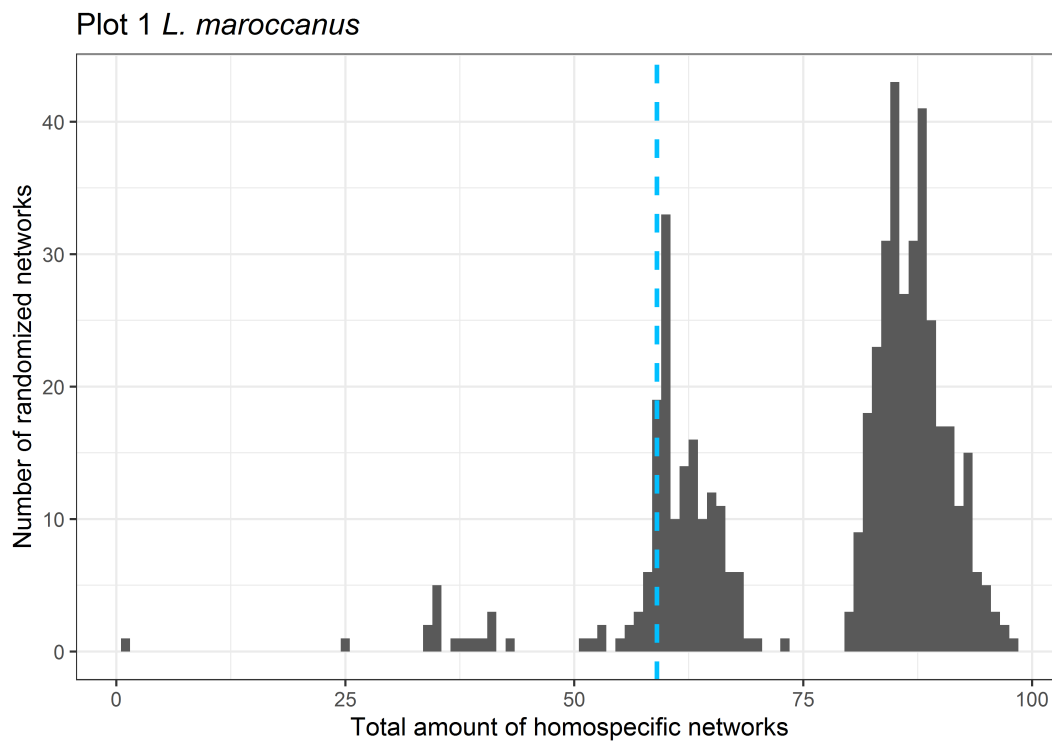 Plot 1 L. maroccanus
Number of randomized networks
40
30
20
10
0
0 25 50 75 100
Total amount of homospecific networks